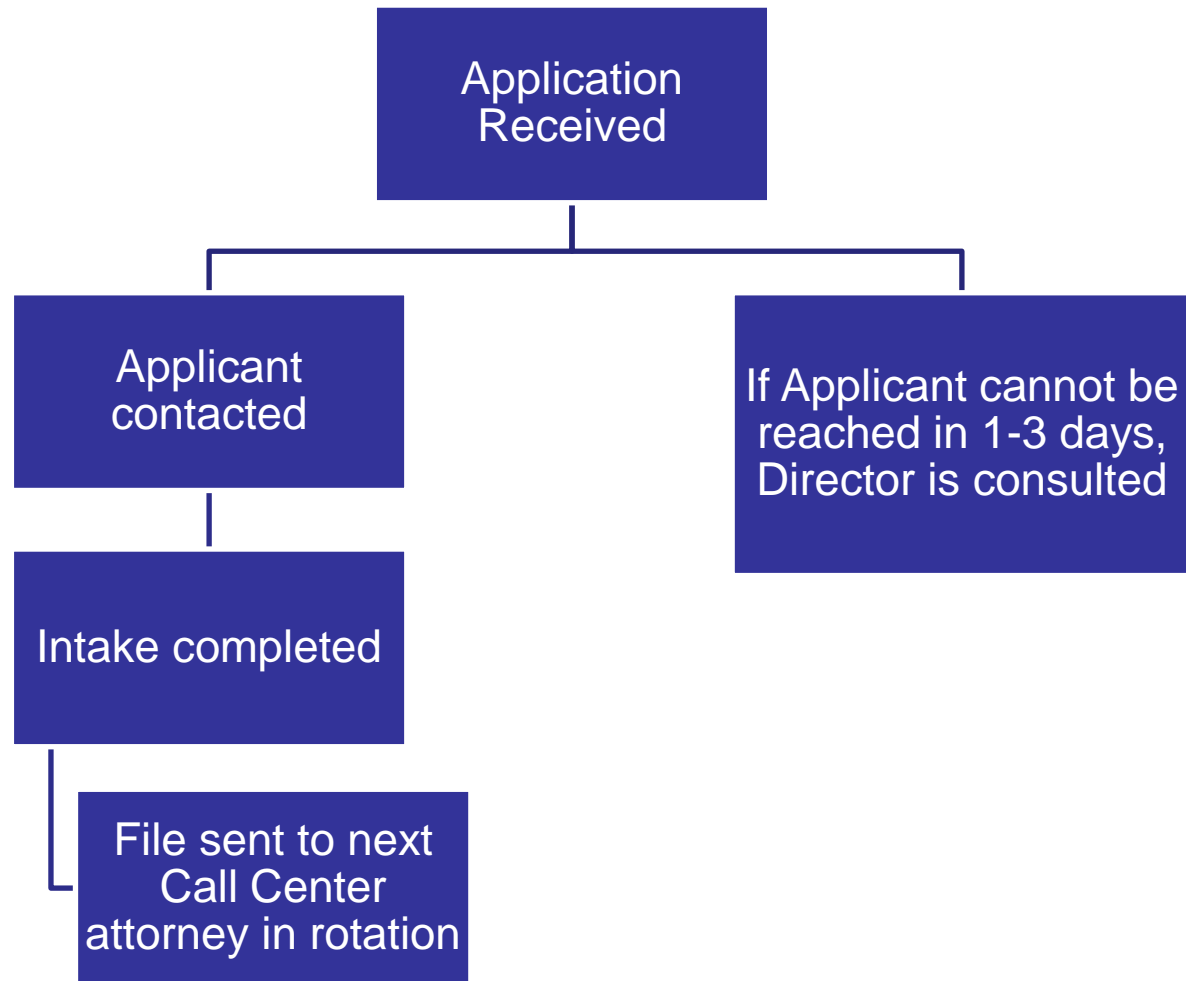 Application
Received
Applicant
contacted
If Applicant cannot be
reached in 1-3 days,
Director is consulted
Intake completed
File sent to next
Call Center
attorney in rotation